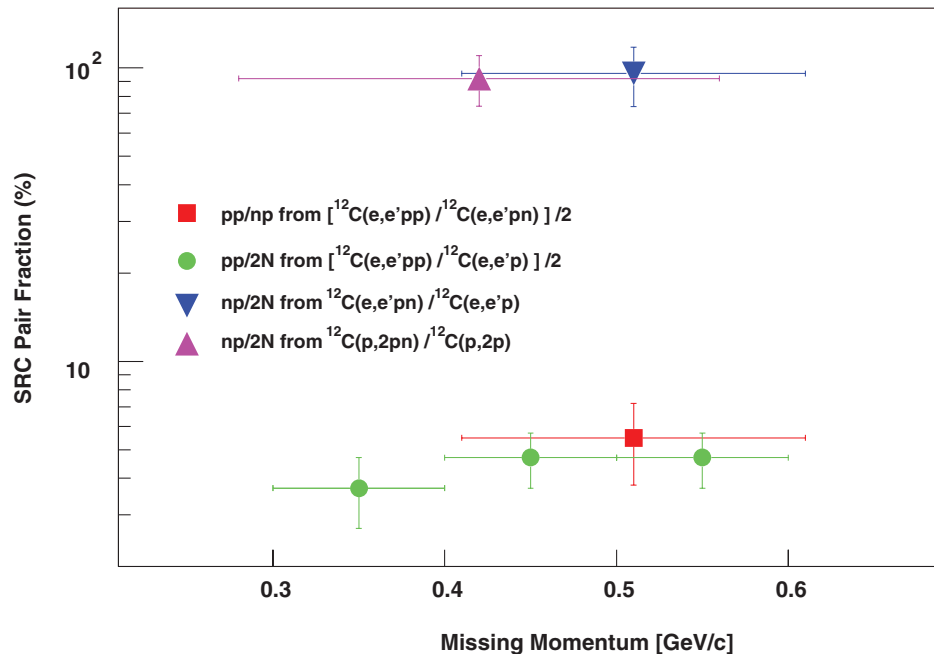 10²
SRC Pair Fraction (%)
pp/np from [¹²C(e,e'pp) /¹²C(e,e'pn) ] /2
pp/2N from [¹²C(e,e'pp) /¹²C(e,e'p) ] /2
np/2N from ¹²C(e,e'pn) /¹²C(e,e'p)
np/2N from ¹²C(p,2pn) /¹²C(p,2p)
10
0.3 0.4 0.5 0.6
Missing Momentum [GeV/c]